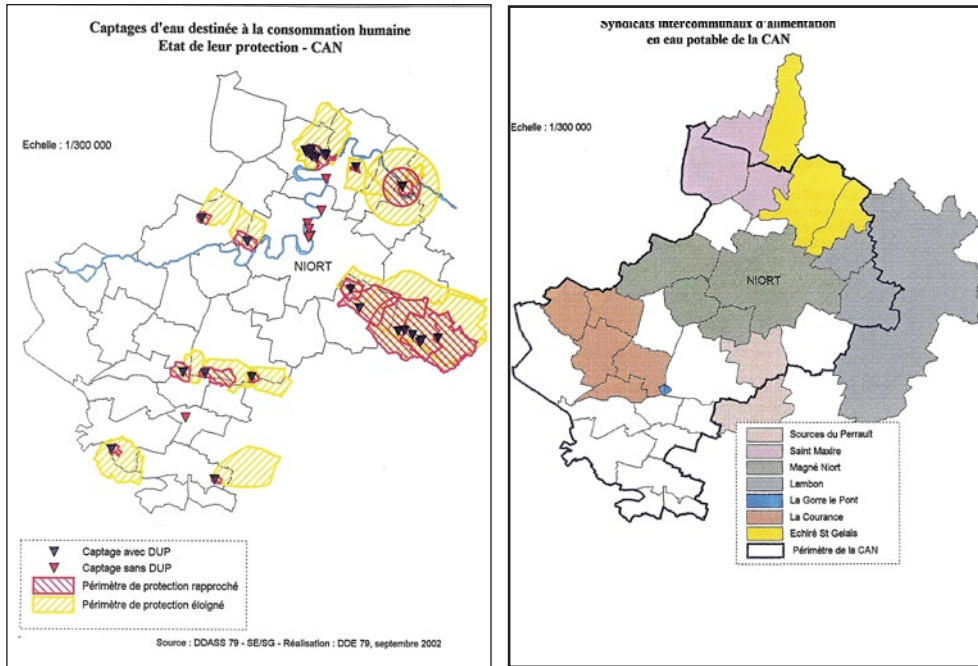 Captages d'eau destinée à la consommation humaine
Etat de leur protection - CAN
Echelle : 1/300 000
NIORT
Captage avec DUP
Captage sans DUP
Périmètre de protection rapproché
Périmètre de protection éloigné
Source : DDASS 79 - SE/SG - Réalisation : DDE 79, septembre 2002
Syndicats intercommunaux d'alimentation
en eau potable de la CAN
Echelle : 1/300 000
NIORT
Sources du Perrault
Saint Maxire
Magné Niort
Lambon
La Gorre le Pont
La Courance
Echiré St Gelais
Périmètre de la CAN